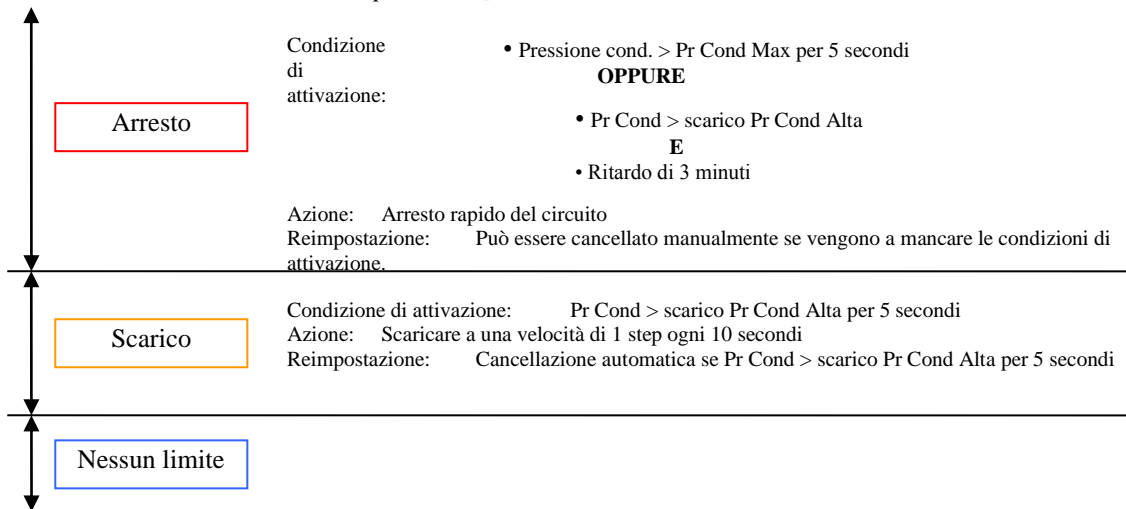 Condizione
di
attivazione:
• Pressione cond. > Pr Cond Max per 5 secondi
OPPURE
• Pr Cond > scarico Pr Cond Alta
E
• Ritardo di 3 minuti
Arresto
Azione: Arresto rapido del circuito
Reimpostazione: Può essere cancellato manualmente se vengono a mancare le condizioni di
attivazione.
Scarico
Condizione di attivazione: Pr Cond > scarico Pr Cond Alta per 5 secondi
Azione: Scaricare a una velocità di 1 step ogni 10 secondi
Reimpostazione: Cancellazione automatica se Pr Cond > scarico Pr Cond Alta per 5 secondi
Nessun limite